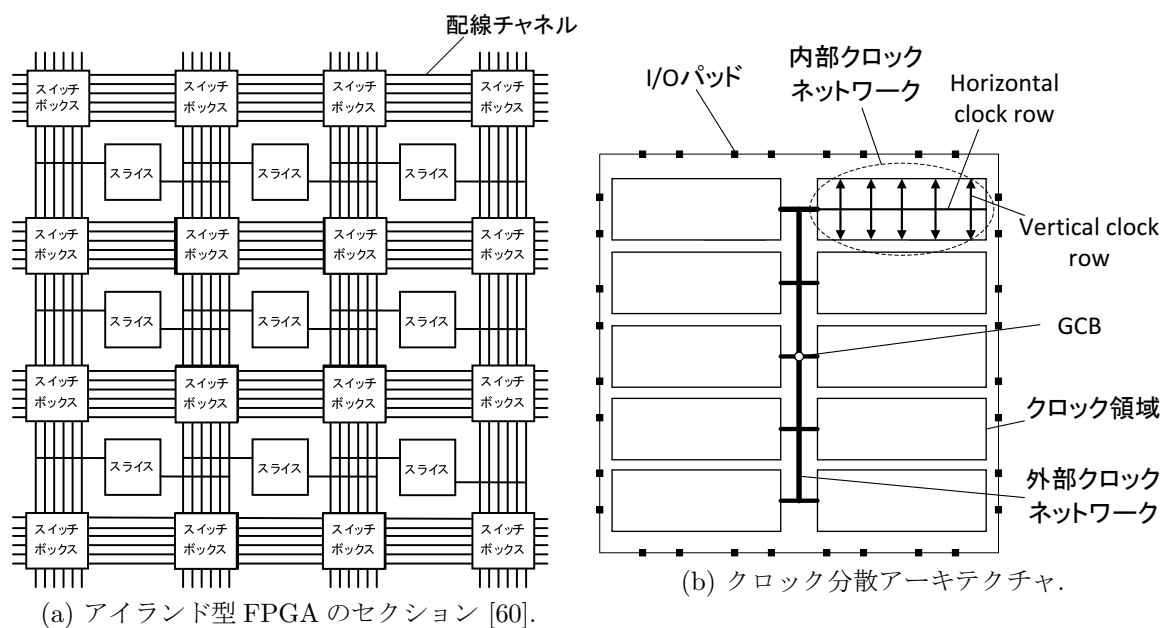 配線チャネル
スイッチ
ボックス
スイッチ
ボックス
スイッチ
ボックス
スイッチ
ボックス
スライス
スライス
スライス
スイッチ
ボックス
スイッチ
ボックス
スイッチ
ボックス
スイッチ
ボックス
スライス
スライス
スライス
スイッチ
ボックス
スイッチ
ボックス
スイッチ
ボックス
スイッチ
ボックス
スライス
スライス
スライス
スイッチ
ボックス
スイッチ
ボックス
スイッチ
ボックス
スイッチ
ボックス
(a) アイランド型 FPGA のセクション [60].
I/Oパッド
内部クロック
ネットワーク
Horizontal
clock row
Vertical clock
row
GCB
クロック領域
外部クロック
ネットワーク
(b) クロック分散アーキテクチャ.